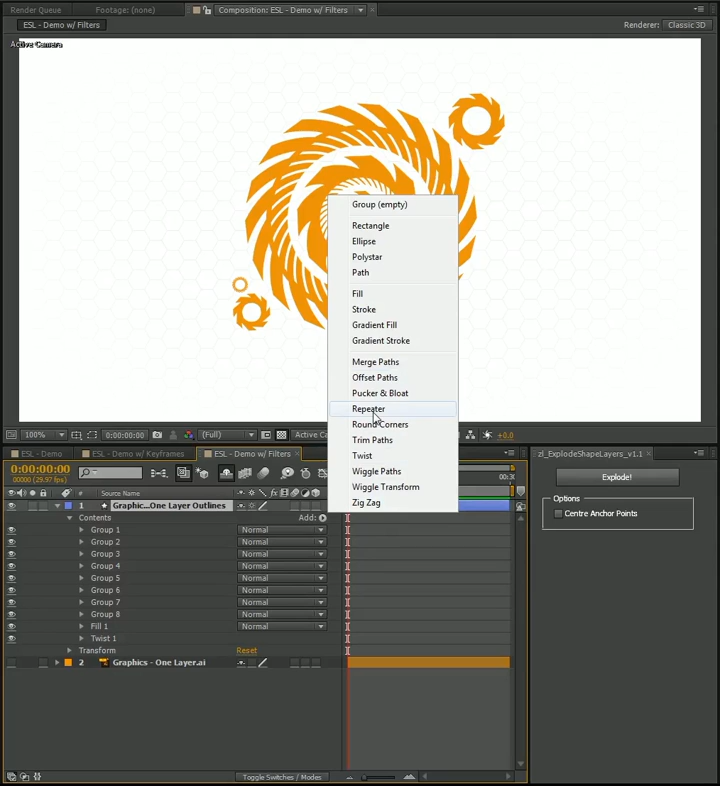 Render Queue Footage: (none) Composition: ESL - Demo w/ Filters
ESL - Demo w/ Filters Renderer: Classic 3D
Active Camera
Group (empty)
Rectangle
Ellipse
Polystar
Path
Fill
Stroke
Gradient Fill
Gradient Stroke
Merge Paths
Offset Paths
Pucker & Bloat
Repeater
Round Corners
Trim Paths
Twist
Wiggle Paths
Wiggle Transform
Zig Zag
100% 0:00:00:00 (Full) Active Ca +0.0
ESL - Demo ESL - Demo w/ Keyframes ESL - Demo w/ Filters
zl_ExplodeShapeLayers_v1.1
0:00:00:00
00000 (29.97 fps)
00:30
Explode!
Options
Centre Anchor Points
# Source Name
1 Graphic...One Layer Outlines
Contents Add:
Group 1 Normal
Group 2 Normal
Group 3 Normal
Group 4 Normal
Group 5 Normal
Group 6 Normal
Group 7 Normal
Group 8 Normal
Fill 1 Normal
Twist 1
Transform Reset
2 Graphics - One Layer.ai
Toggle Switches / Modes